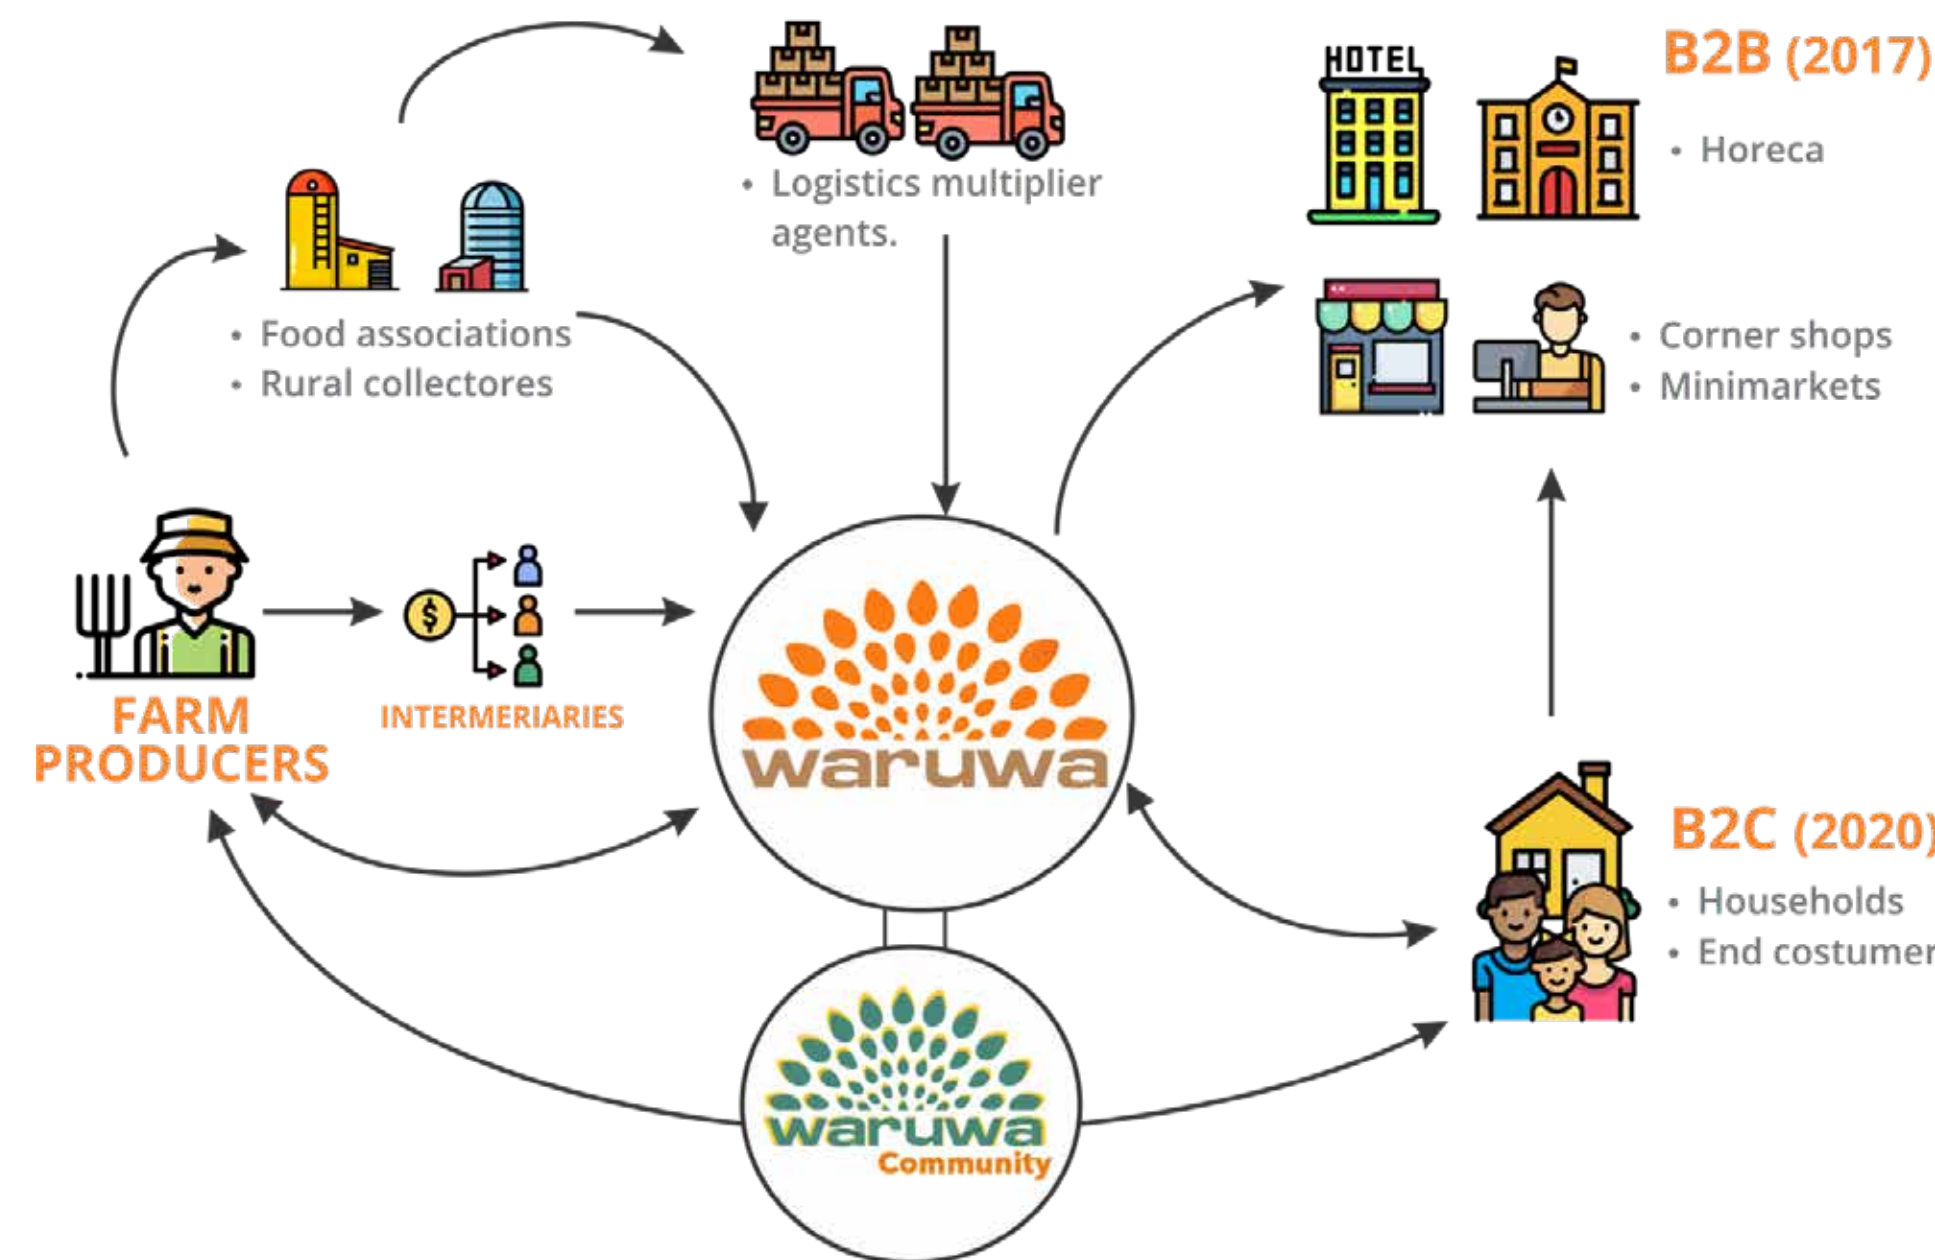 HOTEL
B2B (2017)
• Horeca
• Logistics multiplier
agents.
• Food associations
• Rural collectores
• Corner shops
• Minimarkets
$
FARM
PRODUCERS
INTERMERIARIES
waruwa
B2C (2020)
• Households
• End costumer
waruwa
Community